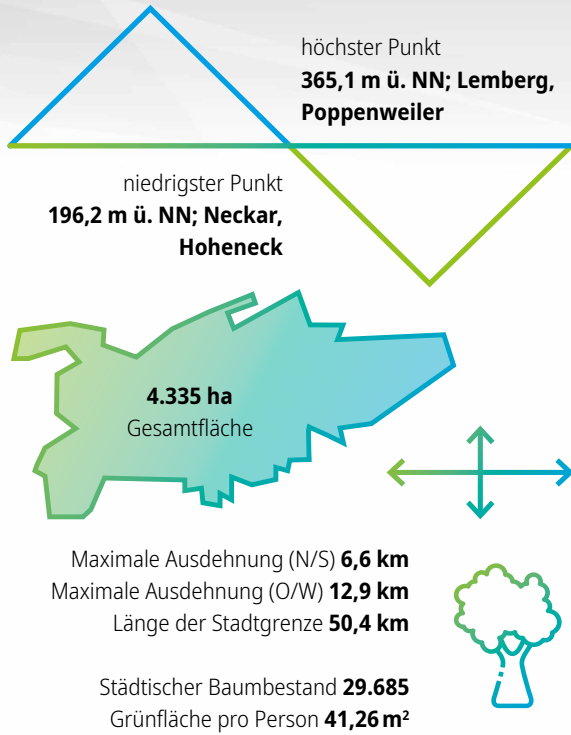 höchster Punkt
365,1 m ü. NN; Lemberg,
Poppenweiler
niedrigster Punkt
196,2 m ü. NN; Neckar,
Hoheneck
4.335 ha
Gesamtfläche
Maximale Ausdehnung (N/S) 6,6 km
Maximale Ausdehnung (O/W) 12,9 km
Länge der Stadtgrenze 50,4 km
Städtischer Baumbestand 29.685
Grünfläche pro Person 41,26 m²